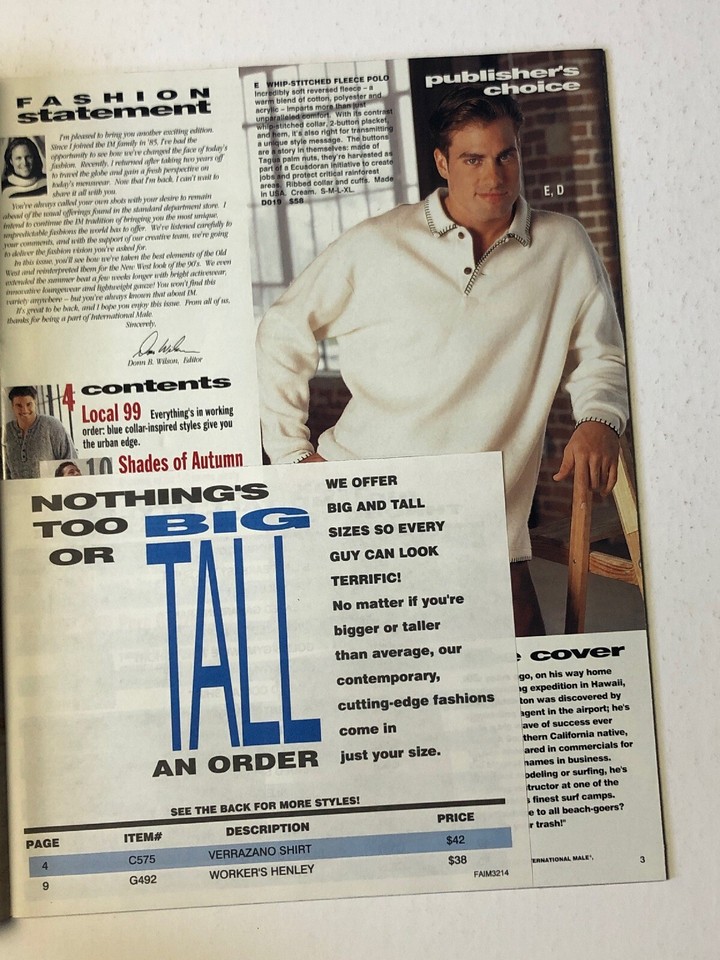 FASHION
statement
I'm pleased to bring you another exciting edition.
Since I joined the IM family in '85, I've had the
opportunity to see how we've changed the face of today's
fashion. Recently, I returned after taking two years off
to travel the globe and gain a fresh perspective on
today's menswear. Note that I'm back, I can't wait to
share it all with you.
You've always called your own shots with your desire to remain
ahead of the usual offerings found in the standard department store. I
intend to continue the IM tradition of bringing you the most unique,
unpredictable fashions the world has to offer. We've listened carefully to
your comments, and with the support of our creative team, we're going
to deliver the fashion vision you've asked for.
In this issue, you'll see how we've taken the best elements of the Old
West and reinterpreted them for the New West look of the 90's. We even
extended the summer beat a few weeks longer with bright activewear,
innovative loungewear and lightweight gauze! You won't find this
variety anywhere – but you've always known that about IM.
It's great to be back, and I hope you enjoy this issue. From all of us,
thanks for being a part of International Male.
Sincerely,
Donn B. Wilson, Editor
contents
4 Local 99 Everything's in working
order: blue collar-inspired styles give you
the urban edge.
10 Shades of Autumn
E WHIP-STITCHED FLEECE POLO
Incredibly soft reversed fleece – a
warm blend of cotton, polyester and
acrylic – imparts more than just
unparalleled comfort. With its contrast
whip-stitched collar, 2-button placket,
and hem, it's also right for transmitting
a unique style message. The buttons
are a story in themselves: made of
Tagua palm nuts, they're harvested as
part of a Ecuadoran initiative to create
jobs and protect critical rainforest
areas. Ribbed collar and cuffs. Made
in USA. Cream. S-M-L-XL.
D019 $58
publisher's
choice
E, D
NOTHING'S
TOO BIG
OR TALL
AN ORDER
WE OFFER
BIG AND TALL
SIZES SO EVERY
GUY CAN LOOK
TERRIFIC!
No matter if you're
bigger or taller
than average, our
contemporary,
cutting-edge fashions
come in
just your size.
SEE THE BACK FOR MORE STYLES!
PAGE ITEM# DESCRIPTION PRICE
4 C575 VERRAZANO SHIRT $42
9 G492 WORKER'S HENLEY $38
FAIM3214
cover
go, on his way home
expedition in Hawaii,
ton was discovered by
agent in the airport; he's
ave of success ever
thern California native,
ared in commercials for
names in business.
odeling or surfing, he's
tructor at one of the
finest surf camps.
e to all beach-goers?
r trash!"
ERNATIONAL MALE.
3